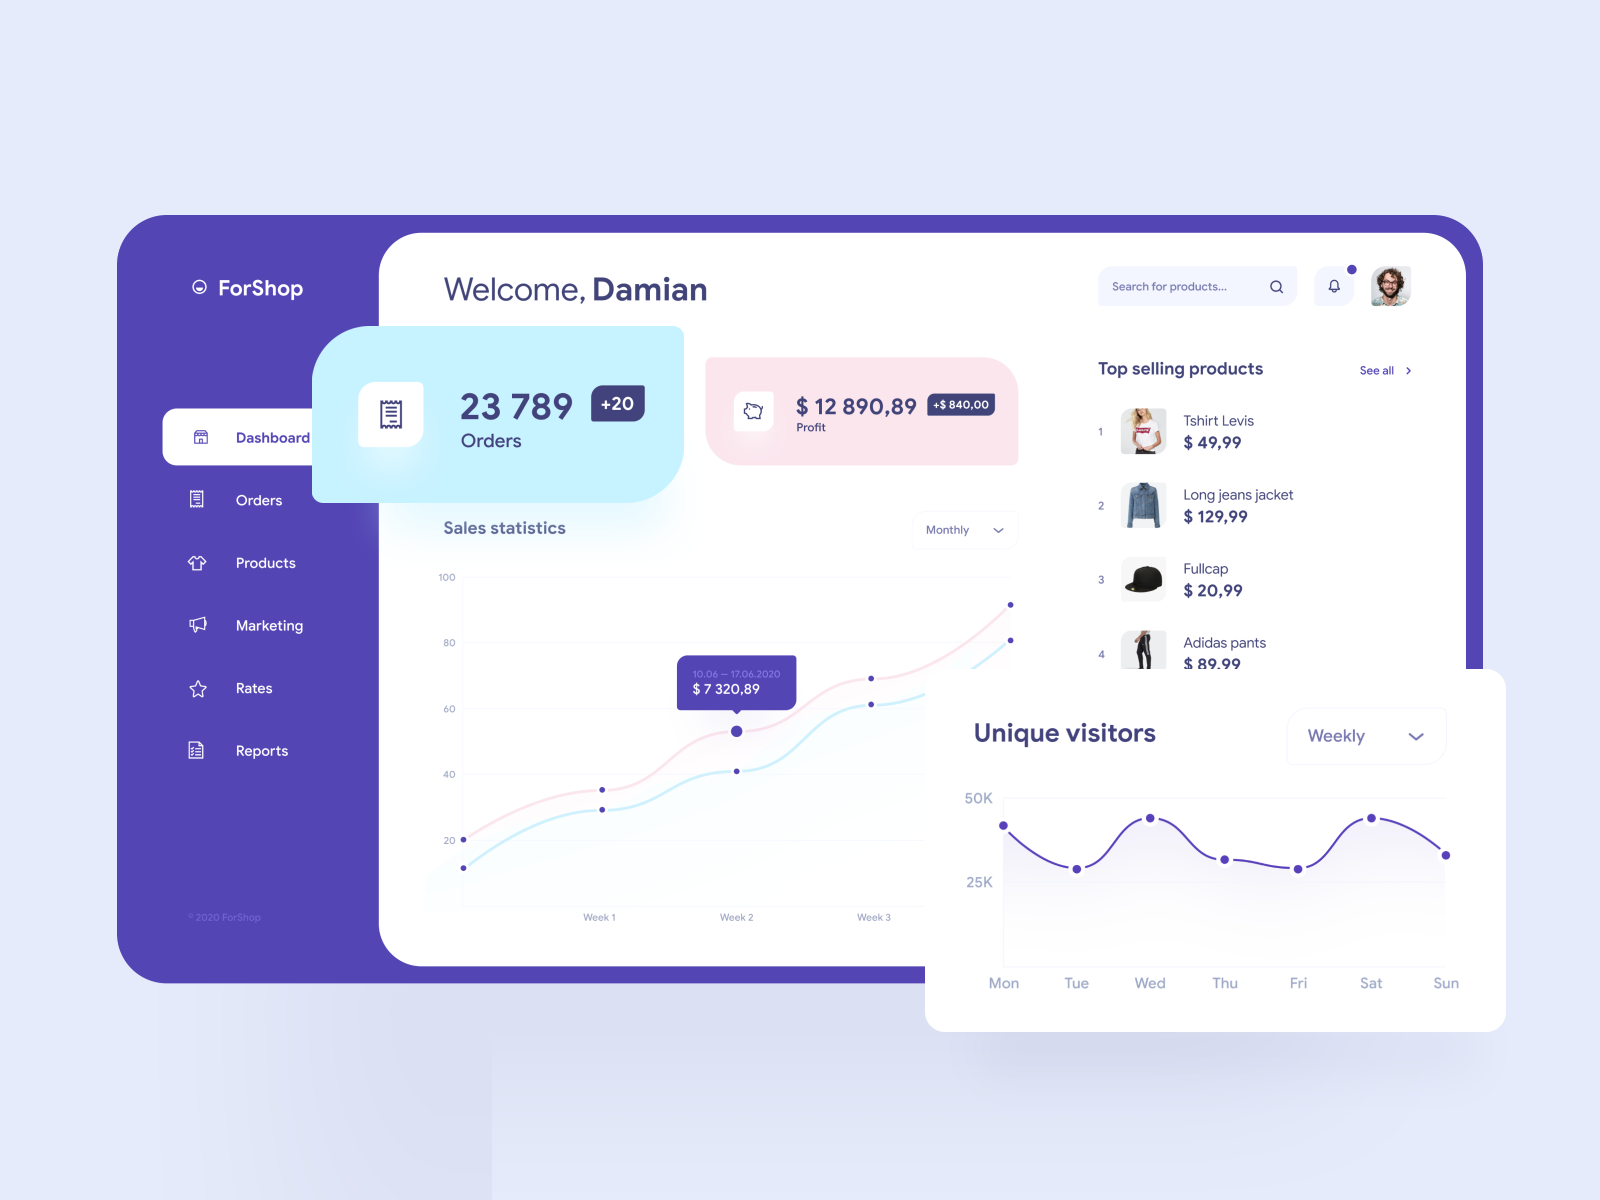 ForShop
Welcome, Damian
Search for products...
Dashboard
Orders
Products
Marketing
Rates
Reports
© 2020 ForShop
23 789
+20
Orders
$ 12 890,89
+$ 840,00
Profit
Sales statistics
Monthly
100
80
60
40
20
10.06 – 17.06.2020
$ 7 320,89
Week 1
Week 2
Week 3
Top selling products
See all
1
Tshirt Levis
$ 49,99
2
Long jeans jacket
$ 129,99
3
Fullcap
$ 20,99
4
Adidas pants
$ 89,99
Unique visitors
Weekly
50K
25K
Mon
Tue
Wed
Thu
Fri
Sat
Sun